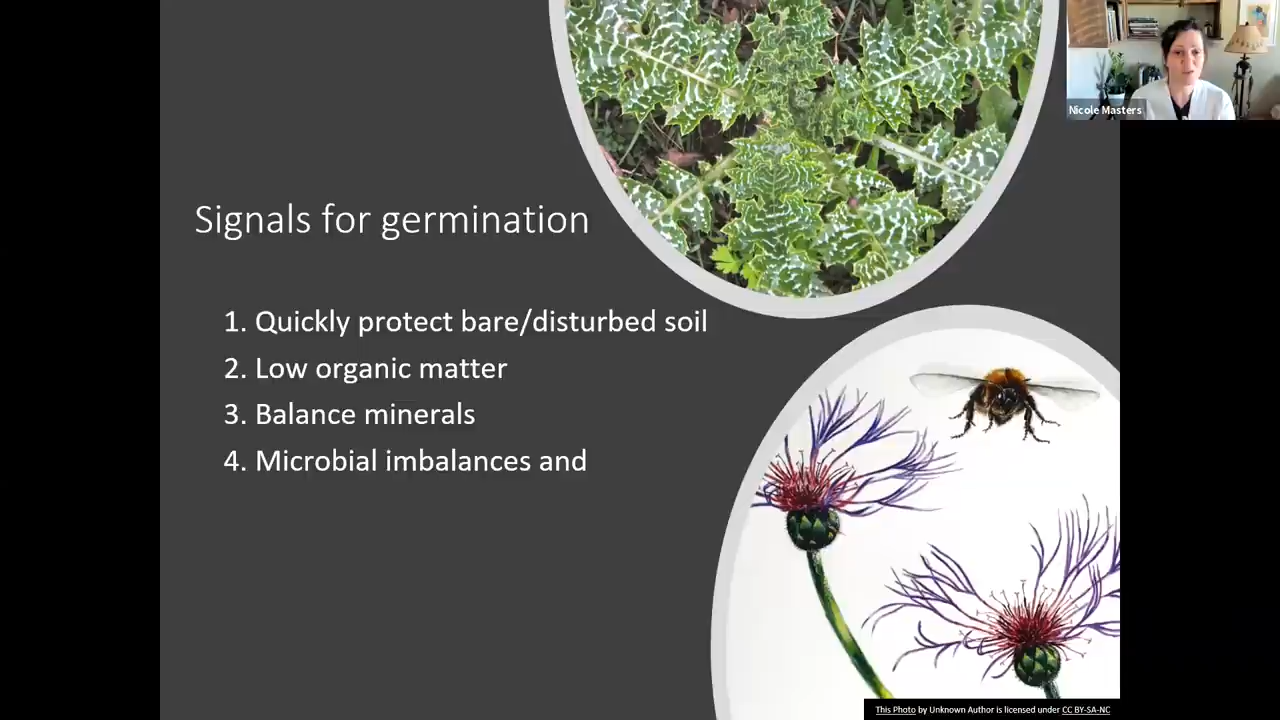 Nicole Masters
Signals for germination
1. Quickly protect bare/disturbed soil
2. Low organic matter
3. Balance minerals
4. Microbial imbalances and
This Photo by Unknown Author is licensed under CC BY-SA-NC